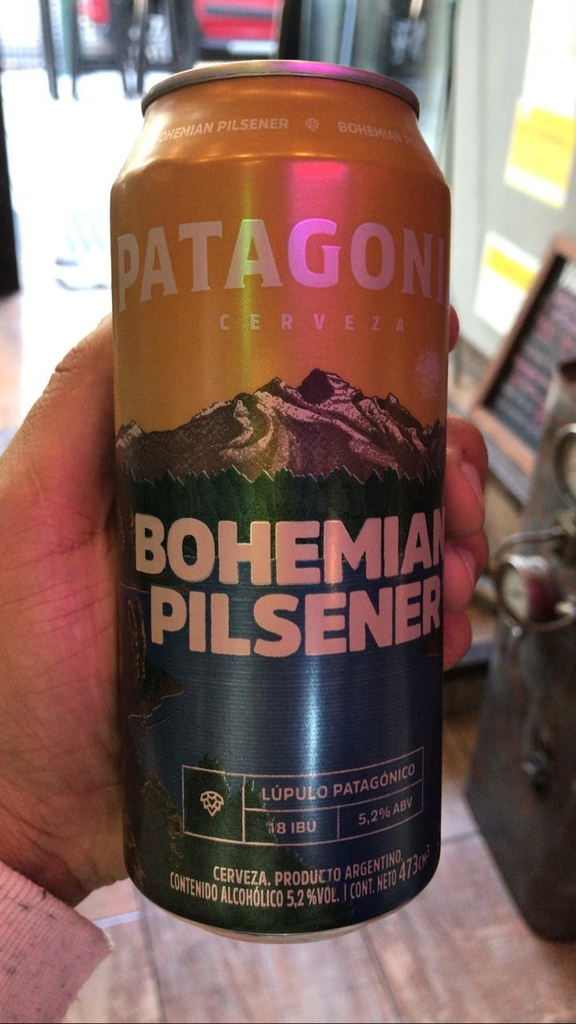 BOHEMIAN PILSENER BOHEMIAN
PATAGONI
CERVEZA
BOHEMIAN
PILSENER
LÚPULO PATAGÓNICO
18 IBU
5,2% ABV
CERVEZA. PRODUCTO ARGENTINO.
CONTENIDO ALCOHÓLICO 5,2 %VOL. | CONT. NETO 473CM³